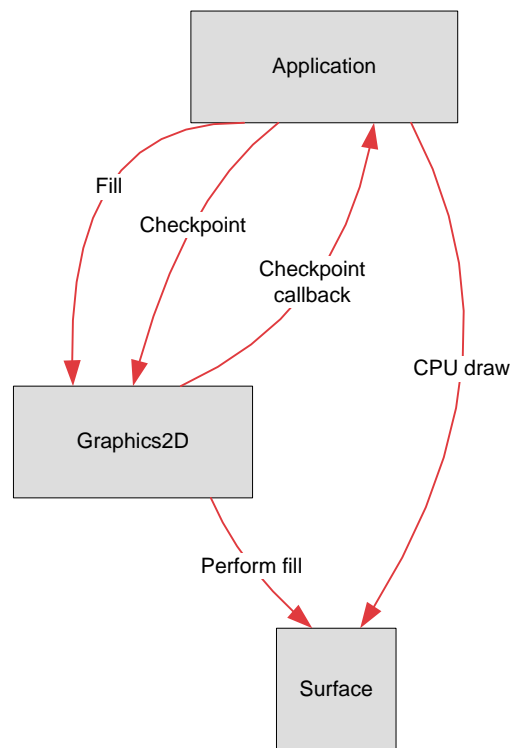 Application
Fill
Checkpoint
Checkpoint
callback
CPU draw
Graphics2D
Perform fill
Surface